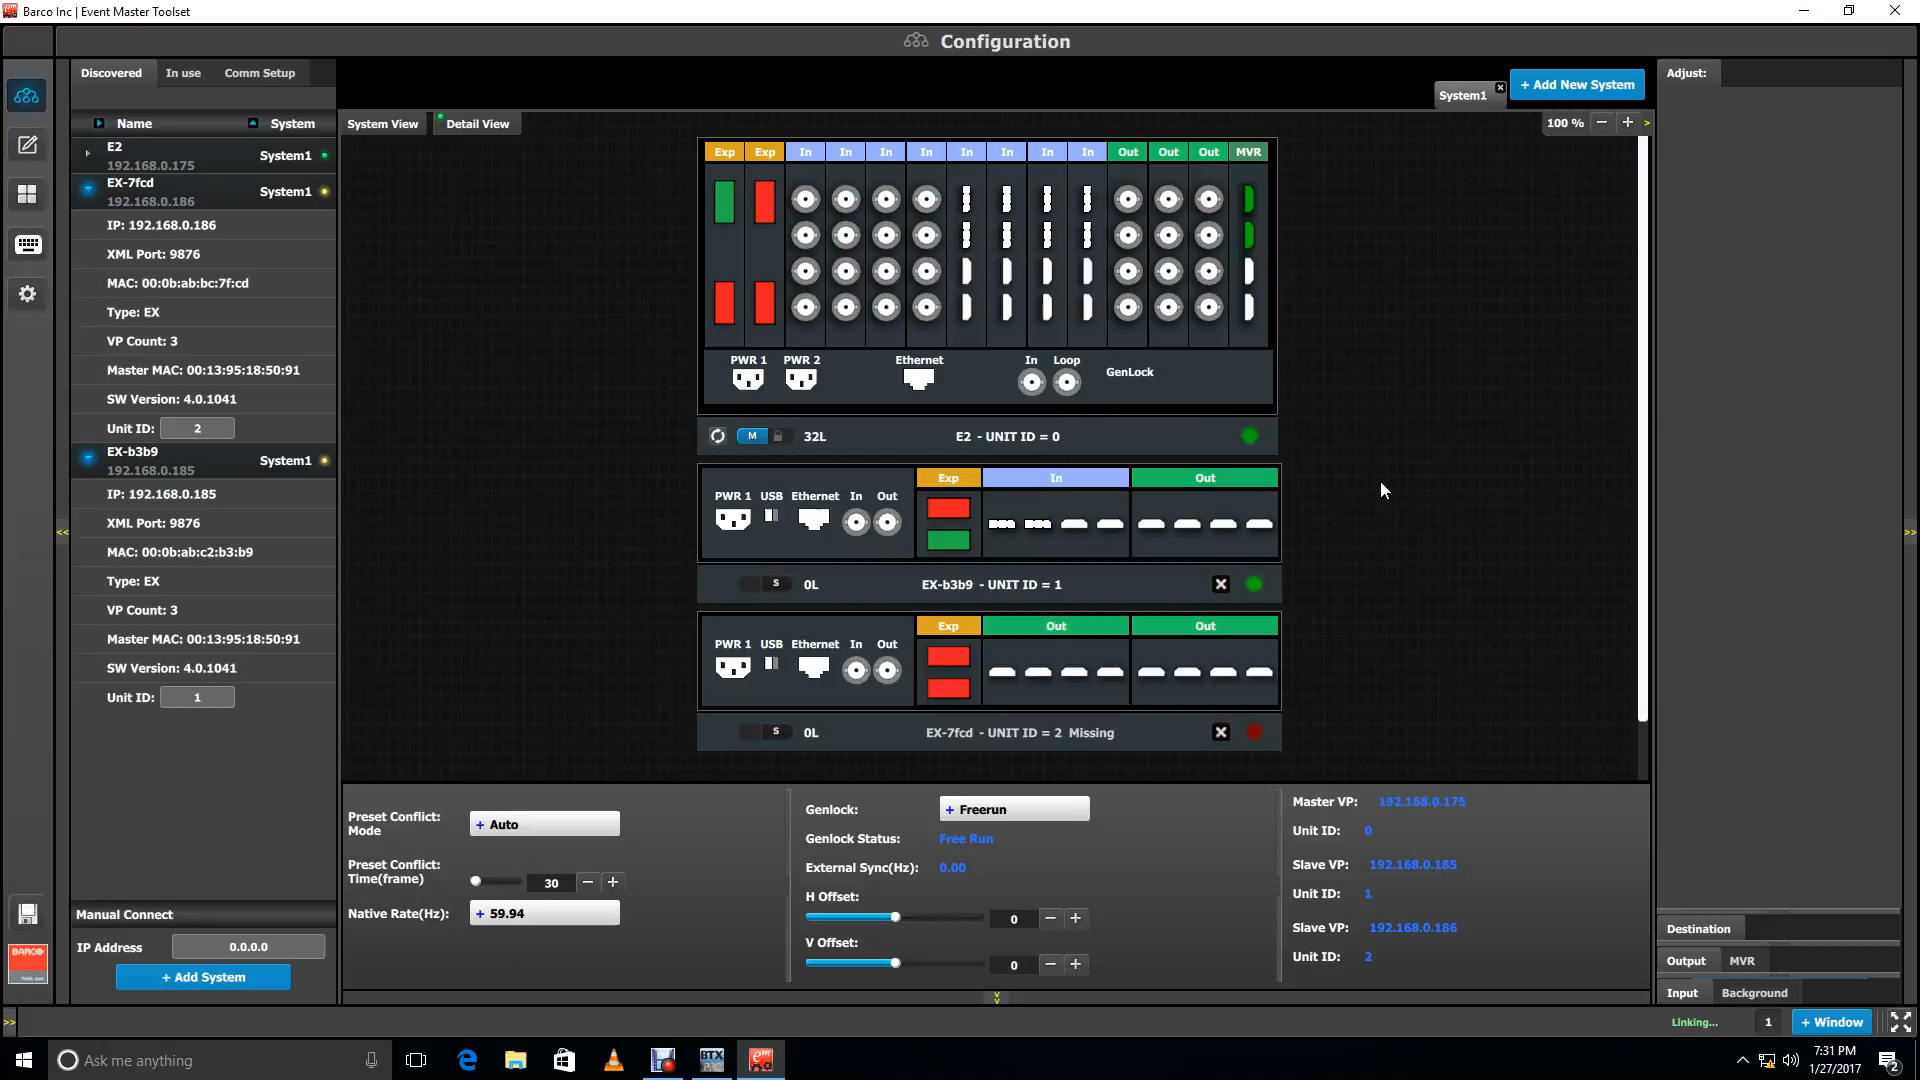 Barco Inc | Event Master Toolset
Configuration
Discovered In use Comm Setup
Adjust:
System1
+ Add New System
Name System
System View Detail View
100 %
E2
192.168.0.175
System1
EX-7fcd
192.168.0.186
System1
IP: 192.168.0.186
XML Port: 9876
MAC: 00:0b:ab:bc:7f:cd
Type: EX
VP Count: 3
Master MAC: 00:13:95:18:50:91
SW Version: 4.0.1041
Unit ID: 2
EX-b3b9
192.168.0.185
System1
IP: 192.168.0.185
XML Port: 9876
MAC: 00:0b:ab:c2:b3:b9
Type: EX
VP Count: 3
Master MAC: 00:13:95:18:50:91
SW Version: 4.0.1041
Unit ID: 1
Manual Connect
IP Address 0.0.0.0
+ Add System
Exp Exp In In In In In In In In Out Out Out MVR
PWR 1 PWR 2 Ethernet In Loop
GenLock
M 32L E2 - UNIT ID = 0
Exp In Out
PWR 1 USB Ethernet In Out
S 0L EX-b3b9 - UNIT ID = 1
Exp Out Out
PWR 1 USB Ethernet In Out
S 0L EX-7fcd - UNIT ID = 2 Missing
Preset Conflict:
Mode
+ Auto
Preset Conflict:
Time(frame)
30
Native Rate(Hz): + 59.94
Genlock: + Freerun
Genlock Status: Free Run
External Sync(Hz): 0.00
H Offset:
0
V Offset:
0
Master VP: 192.168.0.175
Unit ID: 0
Slave VP: 192.168.0.185
Unit ID: 1
Slave VP: 192.168.0.186
Unit ID: 2
Destination
Output MVR
Input Background
Linking... 1 + Window
BARCO
Ask me anything
BTX
PRO
em
7:31 PM
1/27/2017
2